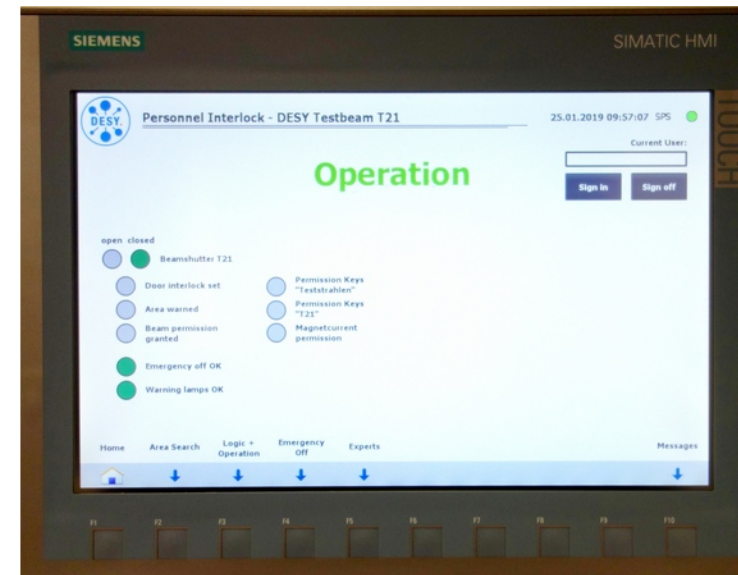 SIEMENS
SIMATIC HMI
TOUCH
DESY.
Personnel Interlock - DESY Testbeam T21
25.01.2019 09:57:07 SPS
Current User:
Operation
Sign in Sign off
open closed
Beamshutter T21
Door interlock set
Permission Keys
"Teststrahlen"
Area warned
Permission Keys
"T21"
Beam permission
granted
Magnetcurrent
permission
Emergency off OK
Warning lamps OK
Home
Area Search
Logic +
Operation
Emergency
Off
Experts
Messages
F1 F2 F3 F4 F5 F6 F7 F8 F9 F10